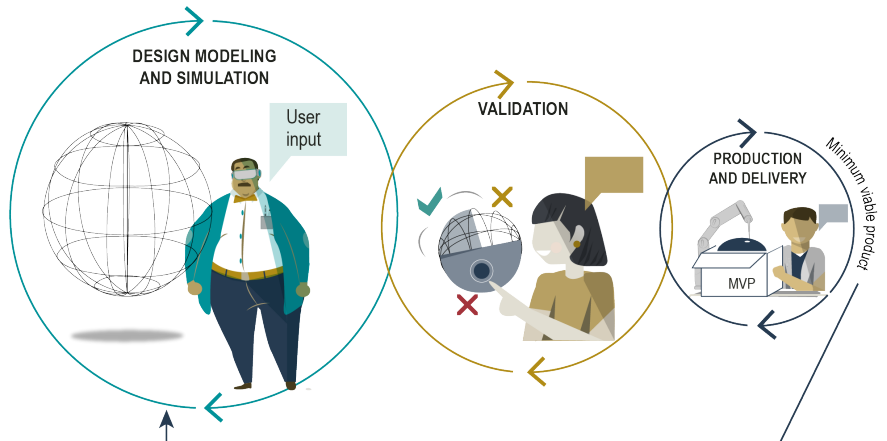 DESIGN MODELING
AND SIMULATION
User
input
VALIDATION
PRODUCTION
AND DELIVERY
MVP
Minimum viable product